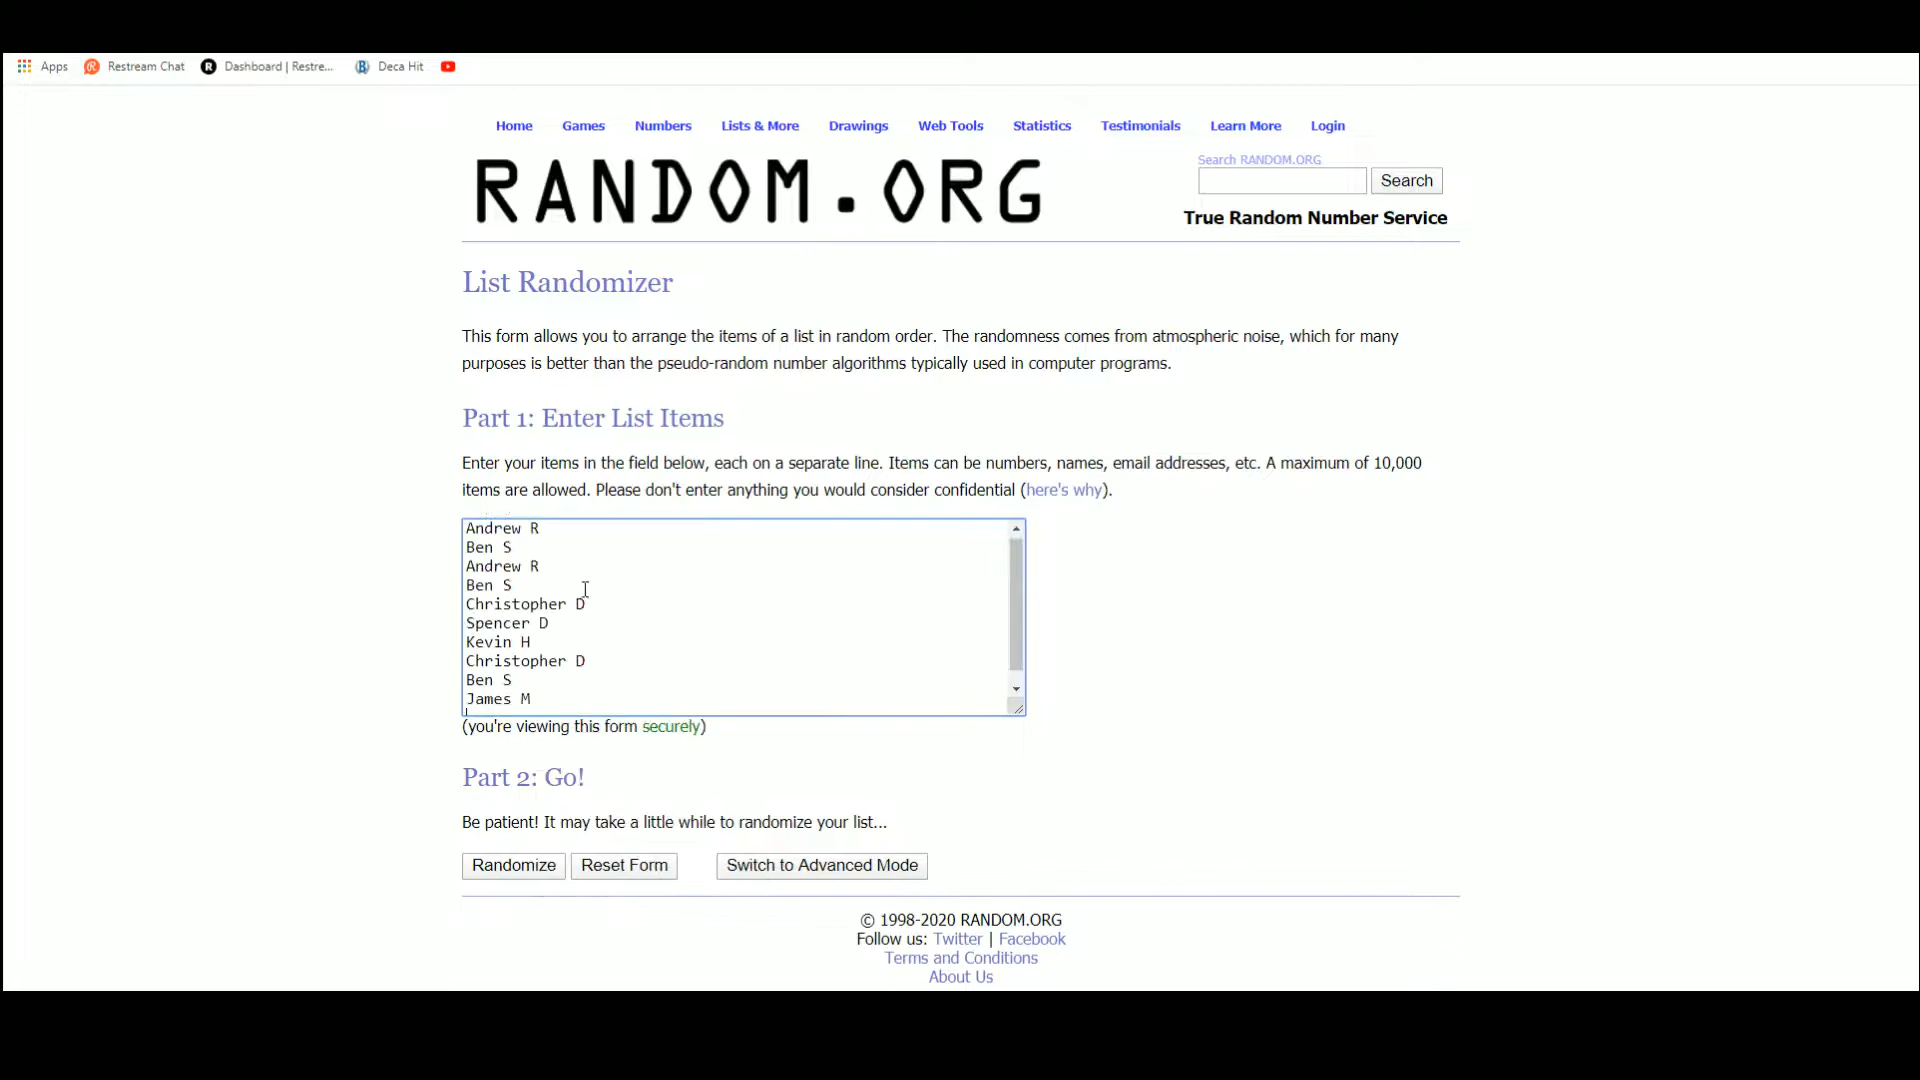 Apps Restream Chat Dashboard | Restre... Deca Hit
Home Games Numbers Lists & More Drawings Web Tools Statistics Testimonials Learn More Login
RANDOM.ORG
Search RANDOM.ORG
Search
True Random Number Service
List Randomizer
This form allows you to arrange the items of a list in random order. The randomness comes from atmospheric noise, which for many
purposes is better than the pseudo-random number algorithms typically used in computer programs.
Part 1: Enter List Items
Enter your items in the field below, each on a separate line. Items can be numbers, names, email addresses, etc. A maximum of 10,000
items are allowed. Please don't enter anything you would consider confidential (here's why).
Andrew R
Ben S
Andrew R
Ben S
Christopher D
Spencer D
Kevin H
Christopher D
Ben S
James M
(you're viewing this form securely)
Part 2: Go!
Be patient! It may take a little while to randomize your list...
Randomize Reset Form Switch to Advanced Mode
© 1998-2020 RANDOM.ORG
Follow us: Twitter | Facebook
Terms and Conditions
About Us